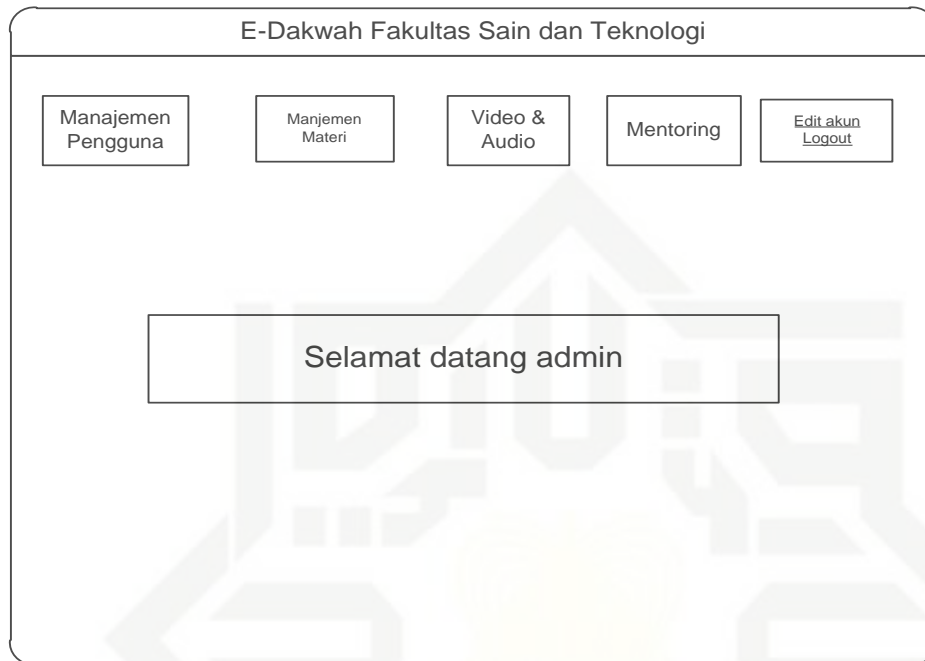 E-Dakwah Fakultas Sain dan Teknologi
Manajemen
Pengguna
Manjemen
Materi
Video &
Audio
Mentoring
Edit akun
Logout
Selamat datang admin